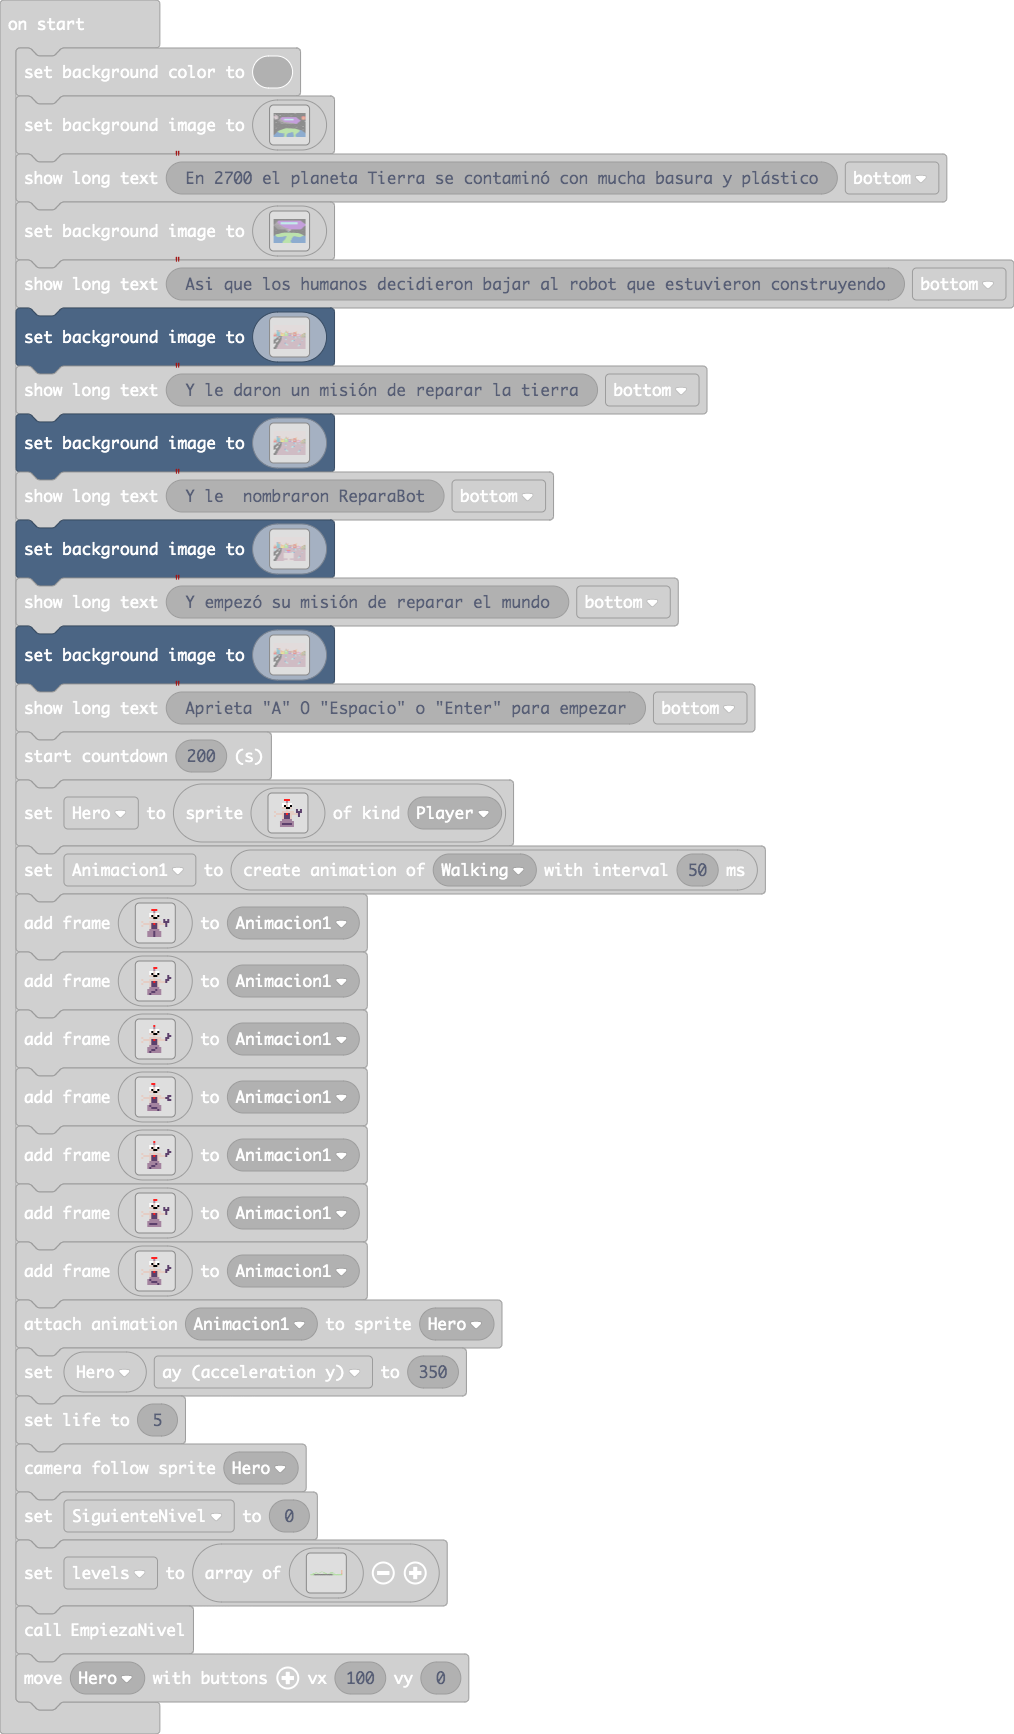 on start
set background color to
set background image to
show long text " En 2700 el planeta Tierra se contaminó con mucha basura y plástico bottom
set background image to
show long text " Asi que los humanos decidieron bajar al robot que estuvieron construyendo bottom
set background image to
show long text " Y le daron un misión de reparar la tierra bottom
set background image to
show long text " Y le  nombraron ReparaBot bottom
set background image to
show long text " Y empezó su misión de reparar el mundo bottom
set background image to
show long text " Aprieta "A" O "Espacio" o "Enter" para empezar bottom
start countdown 200 (s)
set Hero to sprite of kind Player
set Animacion1 to create animation of Walking with interval 50 ms
add frame to Animacion1
add frame to Animacion1
add frame to Animacion1
add frame to Animacion1
add frame to Animacion1
add frame to Animacion1
add frame to Animacion1
attach animation Animacion1 to sprite Hero
set Hero ay (acceleration y) to 350
set life to 5
camera follow sprite Hero
set SiguienteNivel to 0
set levels to array of
call EmpiezaNivel
move Hero with buttons vx 100 vy 0